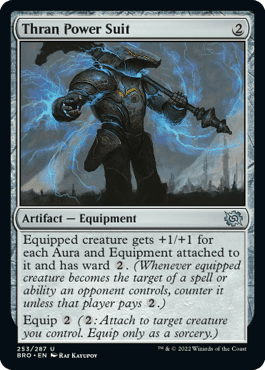 Thran Power Suit 2
Artifact — Equipment
Equipped creature gets +1/+1 for
each Aura and Equipment attached to
it and has ward 2. (Whenever equipped
creature becomes the target of a spell or
ability an opponent controls, counter it
unless that player pays 2.)
Equip 2 (2: Attach to target creature
you control. Equip only as a sorcery.)
253/287 U
BRO • EN Raf Kayupov
™ & © 2022 Wizards of the Coast